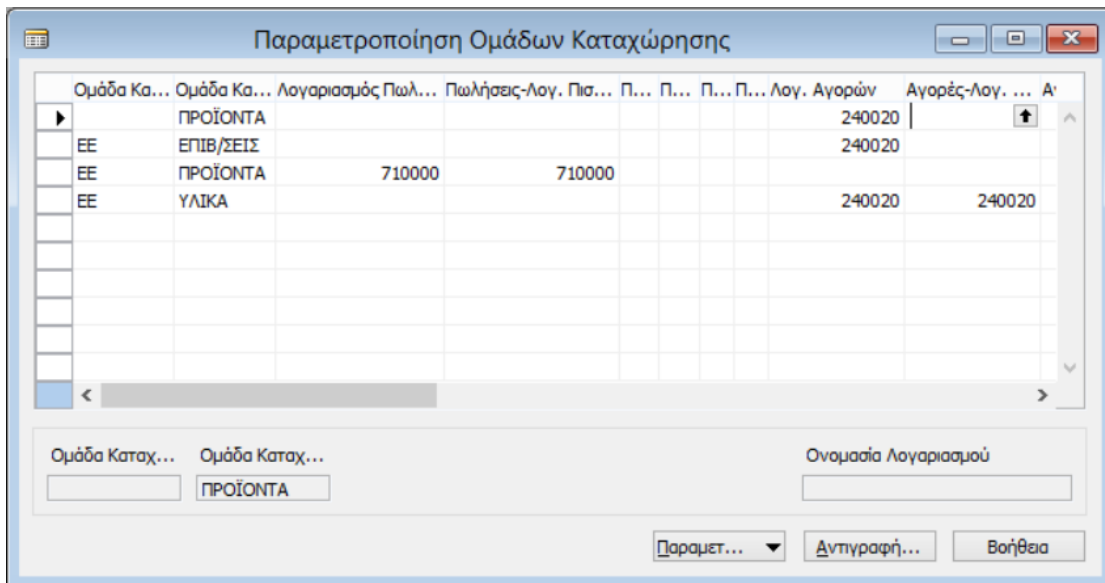 Παραμετροποίηση Ομάδων Καταχώρησης
Ομάδα Κα... Ομάδα Κα... Λογαριασμός Πωλ... Πωλήσεις-Λογ. Πισ... Π... Π... Π... Π... Λογ. Αγορών Αγορές-Λογ. ... Α
ΠΡΟΪΟΝΤΑ 240020
ΕΕ ΕΠΙΒ/ΣΕΙΣ 240020
ΕΕ ΠΡΟΪΟΝΤΑ 710000 710000
ΕΕ ΥΛΙΚΑ 240020 240020
Ομάδα Καταχ... Ομάδα Καταχ... Ονομασία Λογαριασμού
ΠΡΟΪΟΝΤΑ
Παραμετ... Αντιγραφή... Βοήθεια